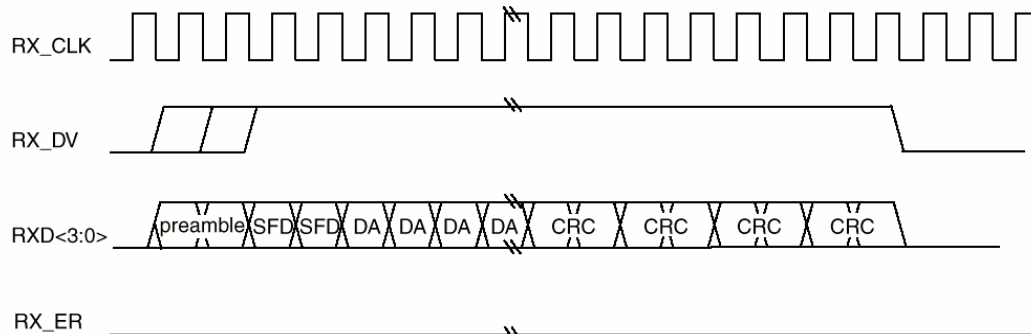 RX_CLK
RX_DV
RXD<3:0> preamble SFD SFD DA DA DA DA CRC CRC CRC CRC
RX_ER